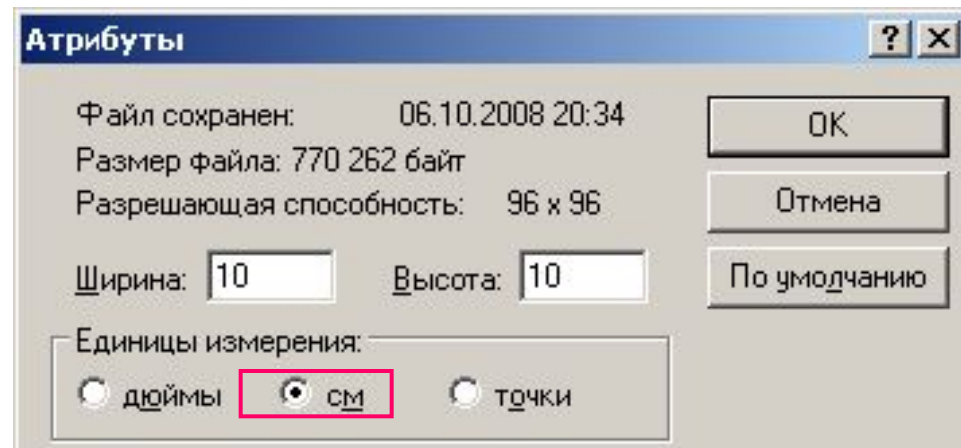 Атрибуты
Файл сохранен: 06.10.2008 20:34
Размер файла: 770 262 байт
Разрешающая способность: 96 x 96
Ширина: 10 Высота: 10
Единицы измерения:
дюймы см точки
OK
Отмена
По умолчанию